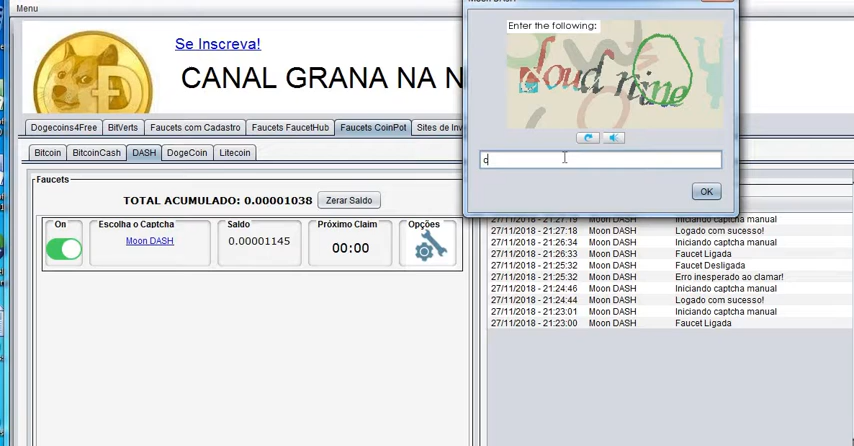 Menu
Moon DASH
Se Inscreva!
CANAL GRANA NA N
Enter the following:
cloud nine
c
OK
Dogecoins4Free BitVerts Faucets com Cadastro Faucets FaucetHub Faucets CoinPot Sites de Inv
Bitcoin BitcoinCash DASH DogeCoin Litecoin
Faucets
TOTAL ACUMULADO: 0.00001038 Zerar Saldo
On Escolha o Captcha Saldo Próximo Claim Opções
Moon DASH 0.00001145 00:00
27/11/2018 - 21:27:19 Moon DASH Iniciando captcha manual
27/11/2018 - 21:27:18 Moon DASH Logado com sucesso!
27/11/2018 - 21:26:34 Moon DASH Iniciando captcha manual
27/11/2018 - 21:26:33 Moon DASH Faucet Ligada
27/11/2018 - 21:25:32 Moon DASH Faucet Desligada
27/11/2018 - 21:25:32 Moon DASH Erro inesperado ao clamar!
27/11/2018 - 21:24:46 Moon DASH Iniciando captcha manual
27/11/2018 - 21:24:44 Moon DASH Logado com sucesso!
27/11/2018 - 21:23:01 Moon DASH Iniciando captcha manual
27/11/2018 - 21:23:00 Moon DASH Faucet Ligada